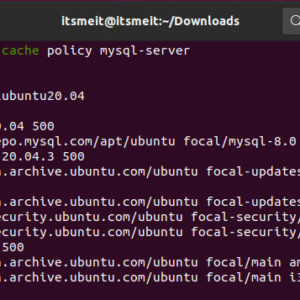 itsmeit@itsmeit:~/Downloads
cache policy mysql-server
ubuntu20.04
.04 500
epo.mysql.com/apt/ubuntu focal/mysql-8.0
20.04.3 500
.archive.ubuntu.com/ubuntu focal-updates
.archive.ubuntu.com/ubuntu focal-updates
ecurity.ubuntu.com/ubuntu focal-security/
ecurity.ubuntu.com/ubuntu focal-security/
500
.archive.ubuntu.com/ubuntu focal/main am
.archive.ubuntu.com/ubuntu focal/main i3